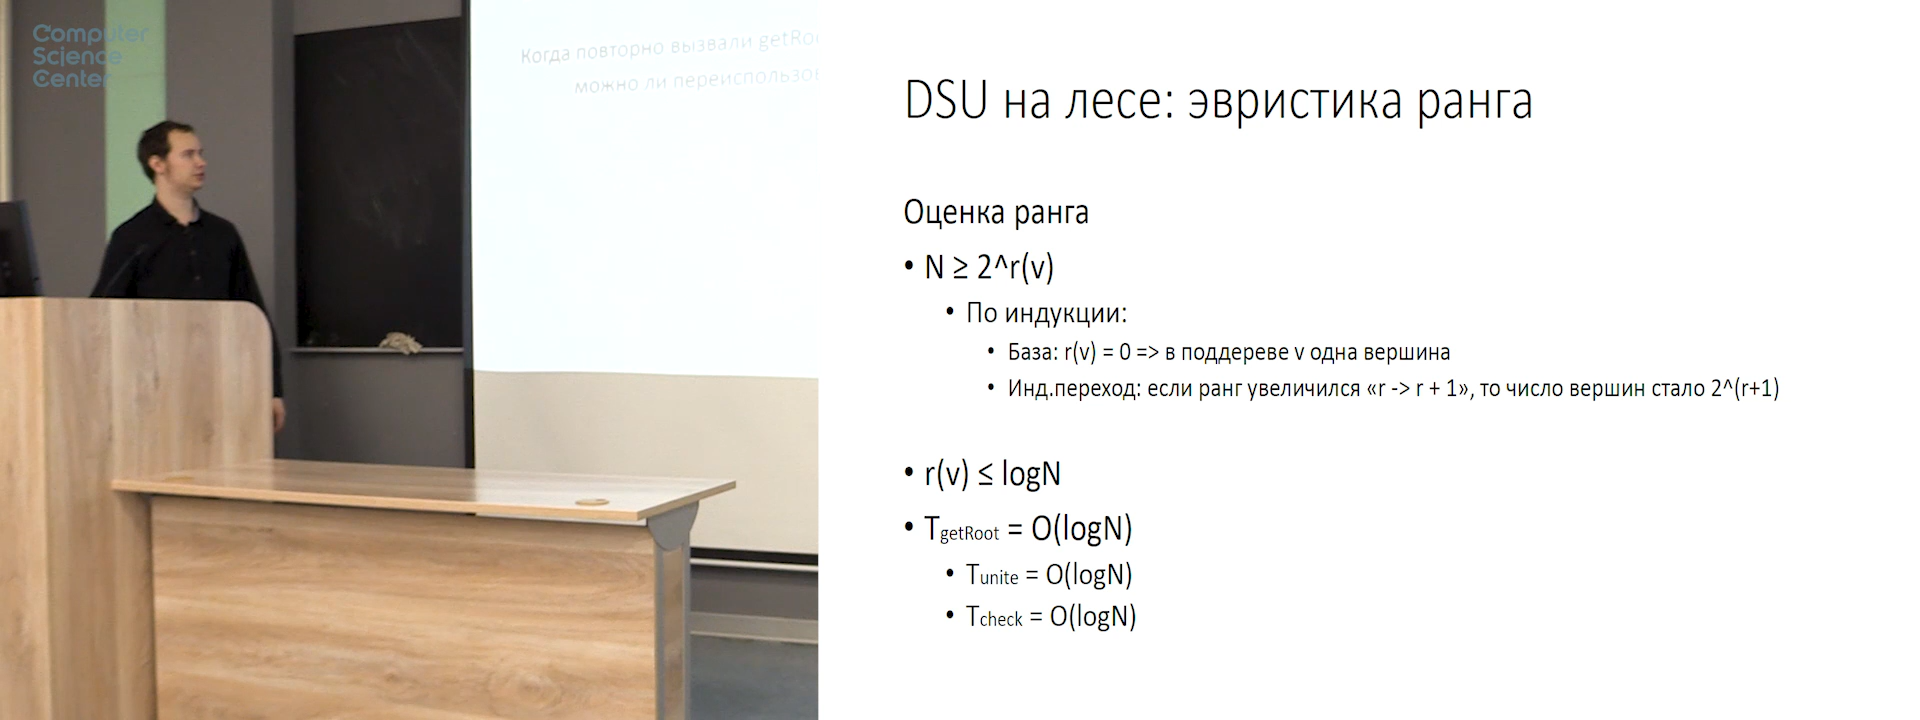 Computer
Science
Center
Когда повторно вызвали
можно ли
DSU на лесе: эвристика ранга
Оценка ранга
• N ≥ 2^r(v)
• По индукции:
• База: r(v) = 0 => в поддереве v одна вершина
• Инд.переход: если ранг увеличился «r -> r + 1», то число вершин стало 2^(r+1)
• r(v) ≤ logN
• TgetRoot = O(logN)
• Tunite = O(logN)
• Tcheck = O(logN)